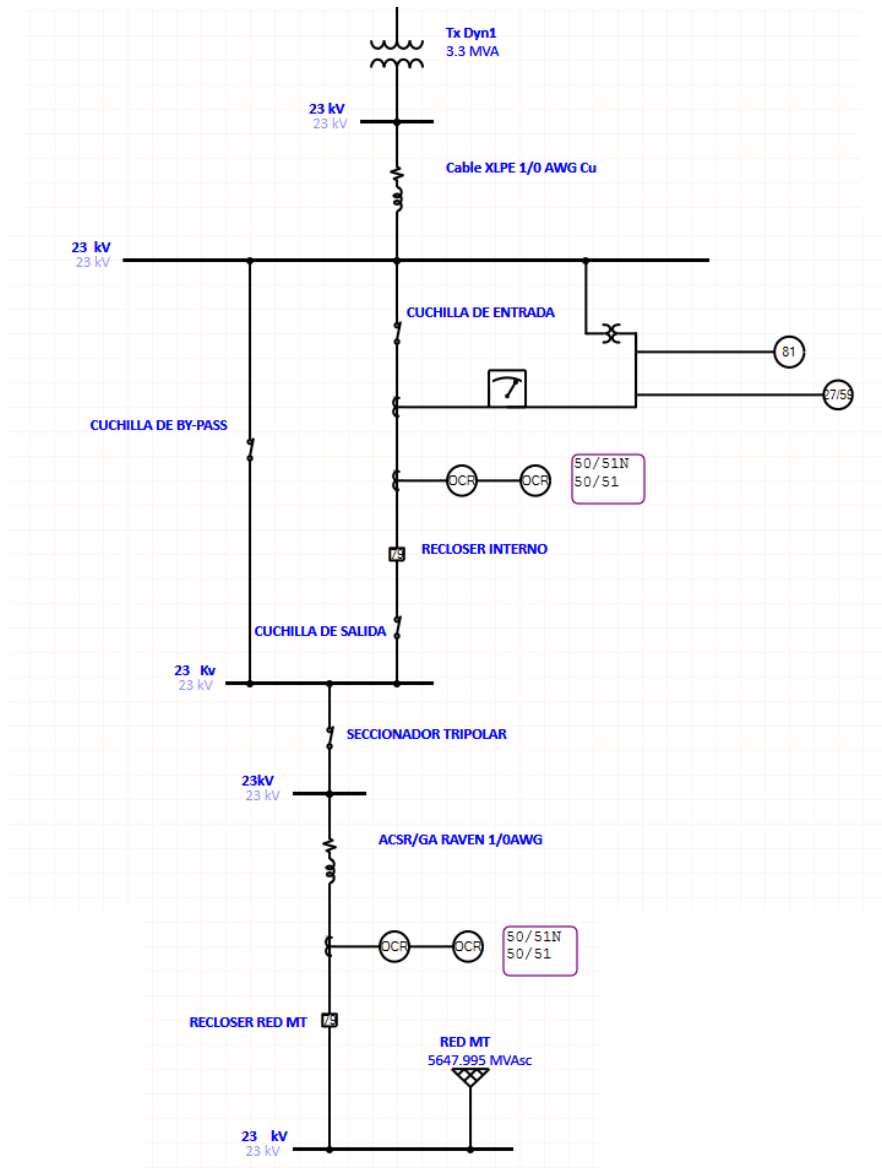 Tx Dyn1
3.3 MVA
23 kV
23 kV
Cable XLPE 1/0 AWG Cu
23 kV
23 kV
CUCHILLA DE ENTRADA
81
27/59
CUCHILLA DE BY-PASS
50/51N
OCR OCR
50/51
79 RECLOSER INTERNO
CUCHILLA DE SALIDA
23 Kv
23 kV
SECCIONADOR TRIPOLAR
23kV
23 kV
ACSR/GA RAVEN 1/0AWG
50/51N
OCR OCR
50/51
RECLOSER RED MT 79
RED MT
5647.995 MVAsc
23 kV
23 kV